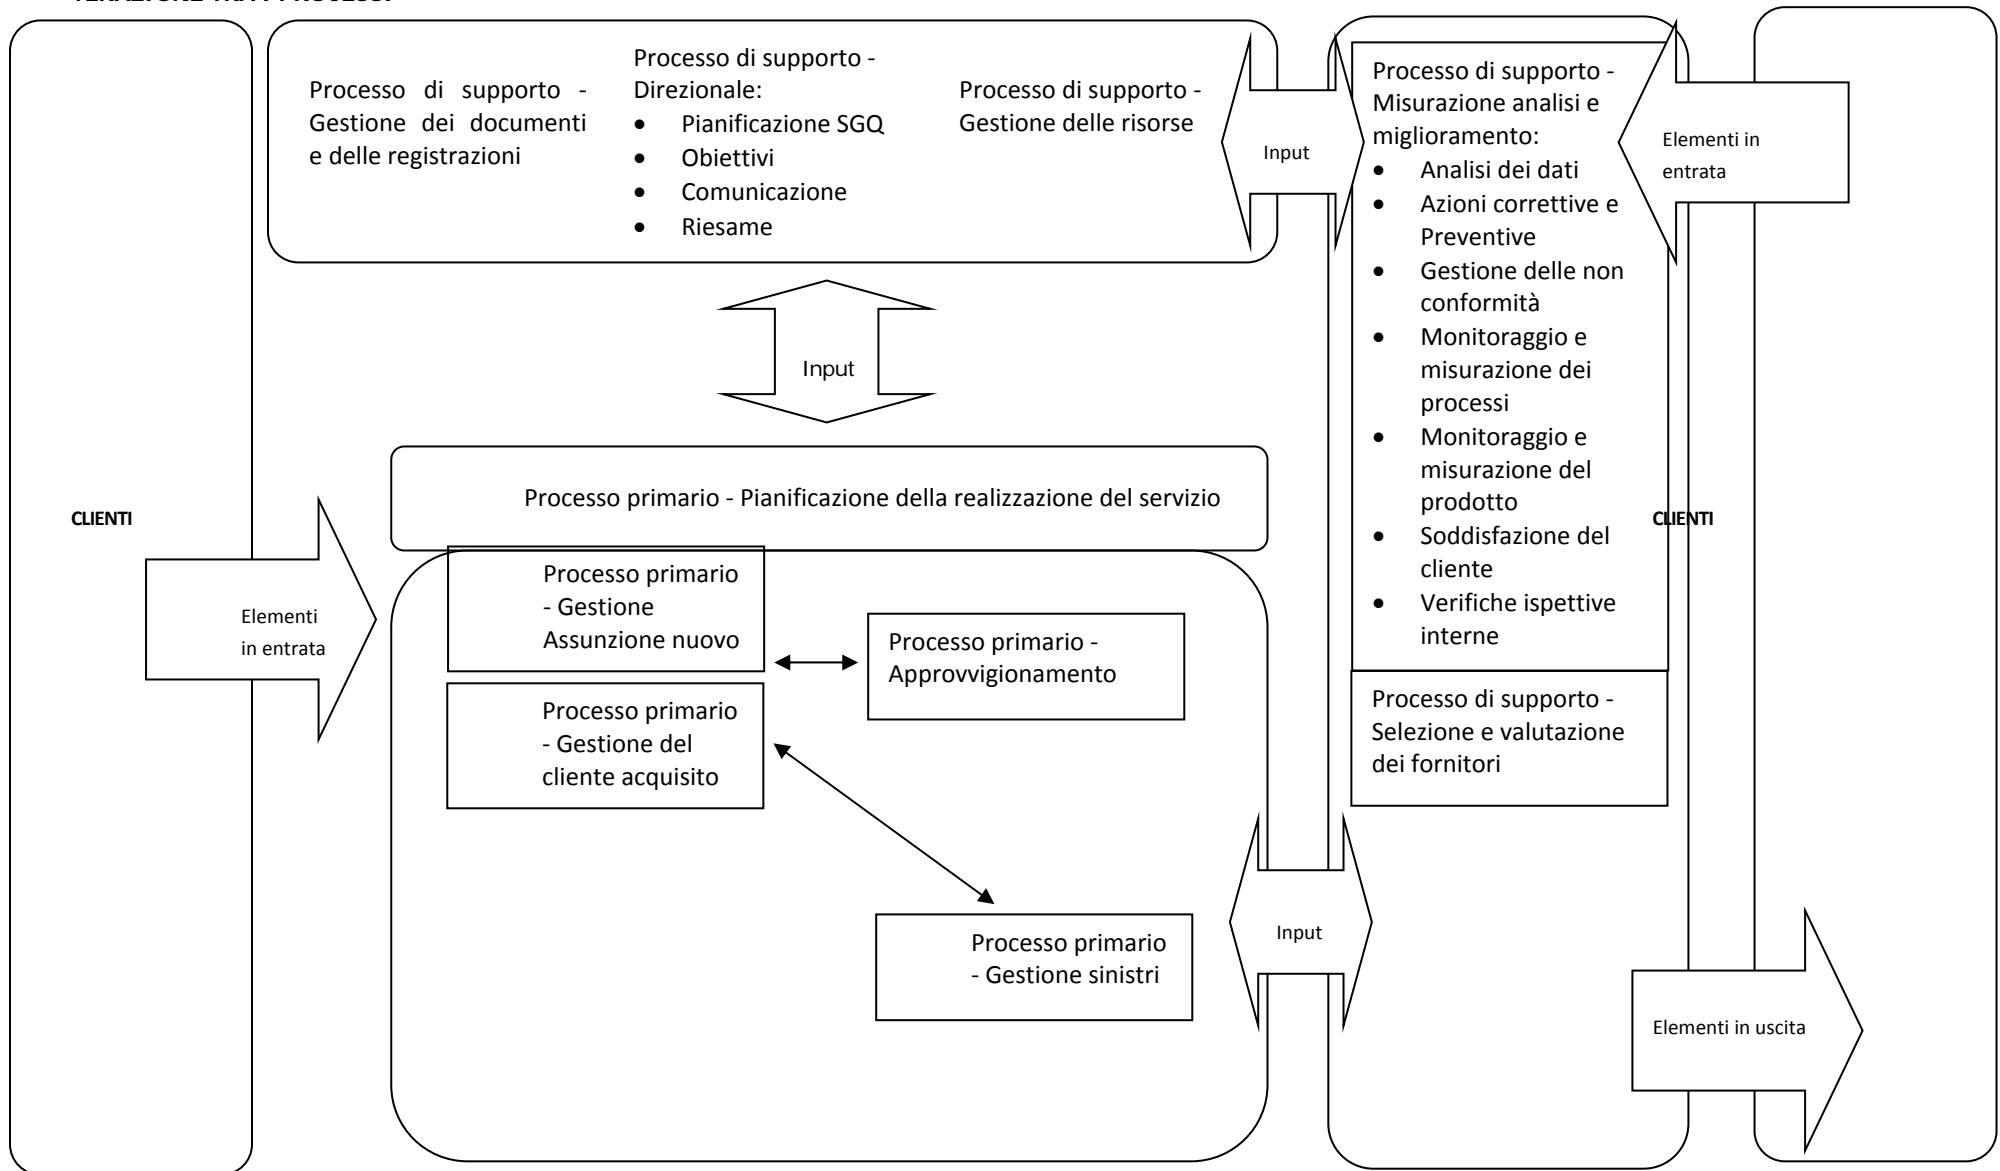 CLIENTI
Elementi
in entrata
Processo di supporto -
Gestione dei documenti
e delle registrazioni
Processo di supporto -
Direzionale:
• Pianificazione SGQ
• Obiettivi
• Comunicazione
• Riesame
Processo di supporto -
Gestione delle risorse
Input
Input
Processo primario - Pianificazione della realizzazione del servizio
Processo primario
- Gestione
Assunzione nuovo
Processo primario -
Approvvigionamento
Processo primario
- Gestione del
cliente acquisito
Processo primario
- Gestione sinistri
Input
Processo di supporto -
Misurazione analisi e
miglioramento:
• Analisi dei dati
• Azioni correttive e
Preventive
• Gestione delle non
conformità
• Monitoraggio e
misurazione dei
processi
• Monitoraggio e
misurazione del
prodotto
• Soddisfazione del
cliente
• Verifiche ispettive
interne
Processo di supporto -
Selezione e valutazione
dei fornitori
Elementi in
entrata
CLIENTI
Elementi in uscita